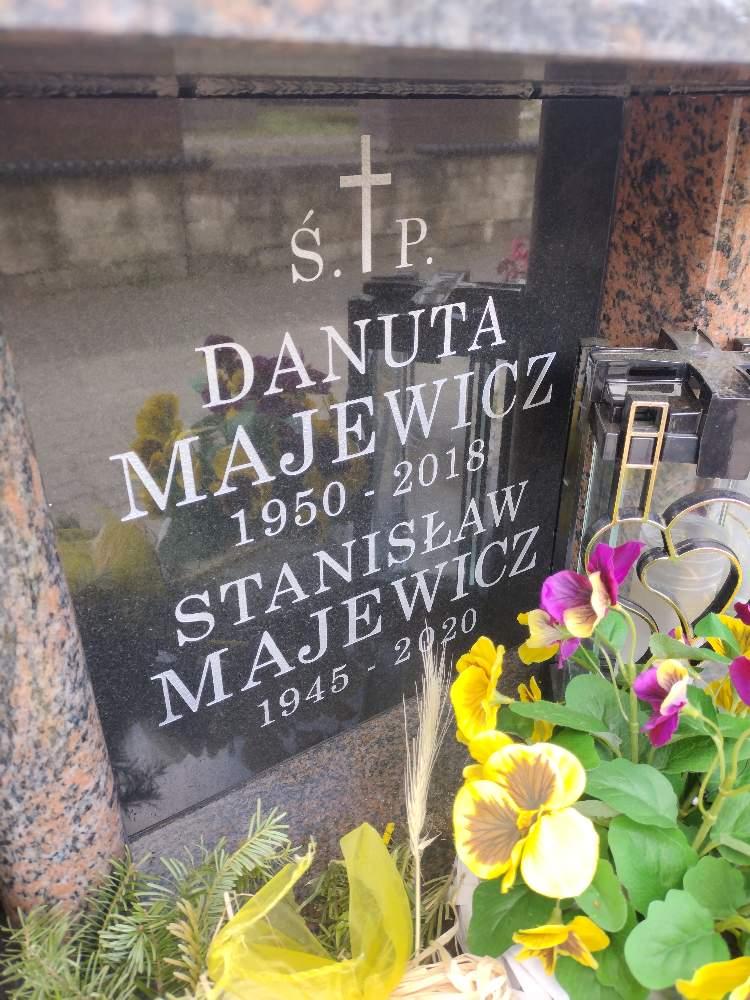 Ś. P.
DANUTA
MAJEWICZ
1950 - 2018
STANISŁAW
MAJEWICZ
1945 - 2020